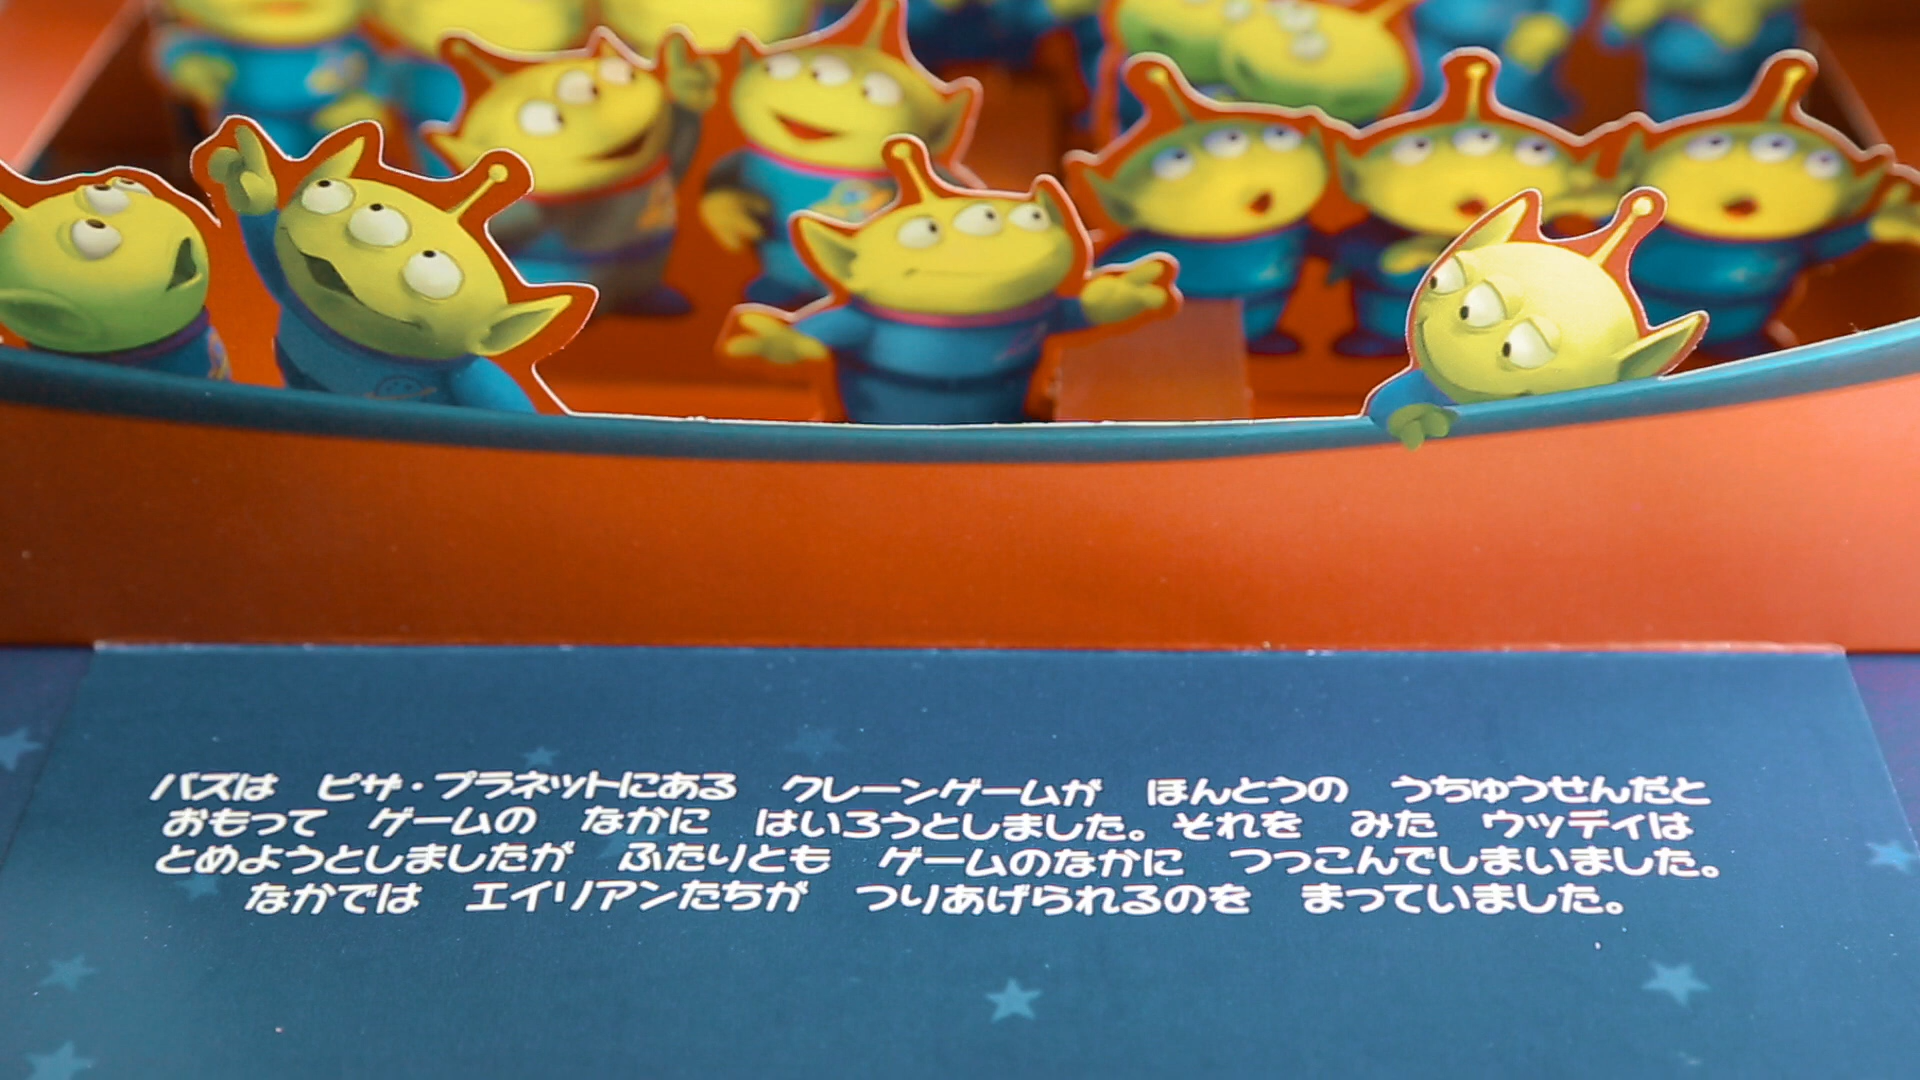 バズは　ピザ・プラネットにある　クレーンゲームが　ほんとうの　うちゅうせんだと
おもって　ゲームの　なかに　はいろうとしました。それを　みた　ウッディは
とめようとしましたが　ふたりとも　ゲームのなかに　つっこんでしまいました。
なかでは　エイリアンたちが　つりあげられるのを　まっていました。